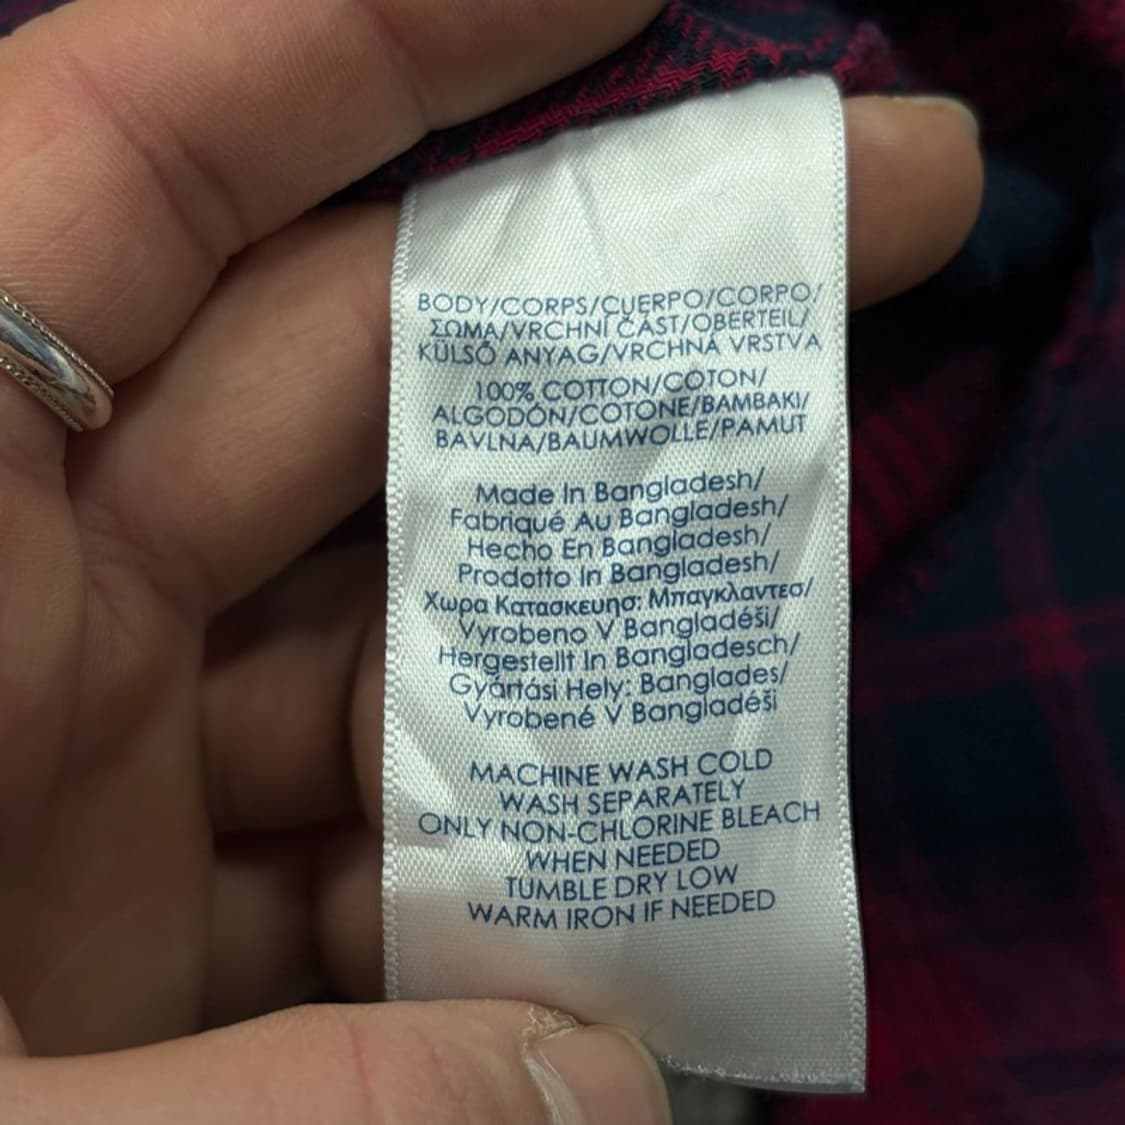 BODY/CORPS/CUERPO/CORPO/
ΣΩΜΑ/VRCHNÍ ČÁST/OBERTEIL/
KÜLSŐ ANYAG/VRCHNÁ VRSTVA
100% COTTON/COTON/
ALGODÓN/COTONE/BAMBAKI/
BAVLNA/BAUMWOLLE/PAMUT
Made In Bangladesh/
Fabriqué Au Bangladesh/
Hecho En Bangladesh/
Prodotto In Bangladesh/
Χωρα Κατασκευησ: Μπαγκλαντεσ/
Vyrobeno V Bangladéši/
Hergestellt In Bangladesch/
Gyártási Hely: Banglades/
Vyrobené V Bangladéši
MACHINE WASH COLD
WASH SEPARATELY
ONLY NON-CHLORINE BLEACH
WHEN NEEDED
TUMBLE DRY LOW
WARM IRON IF NEEDED